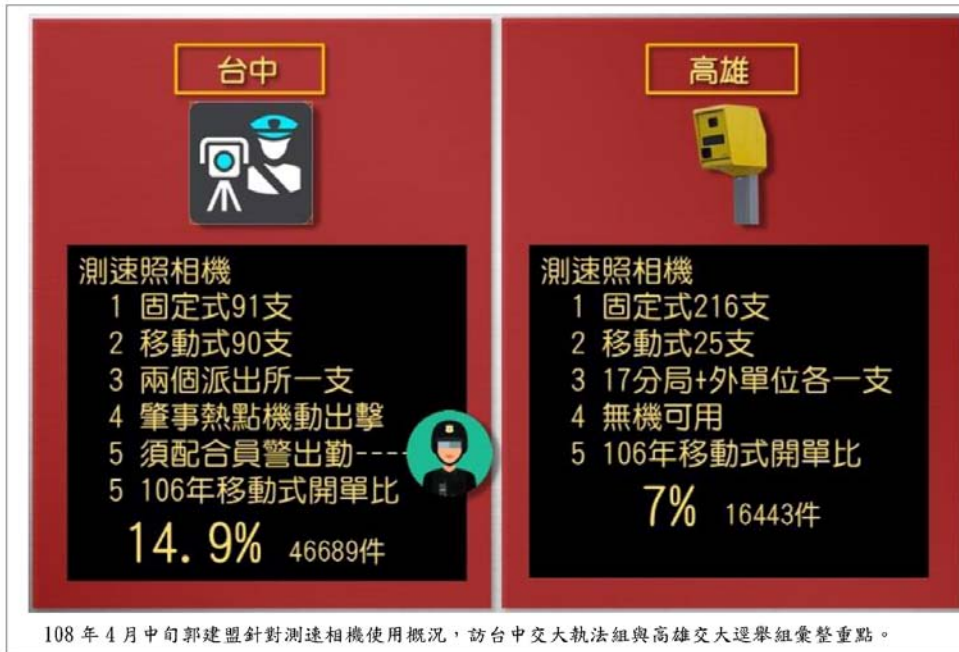 台中
測速照相機
1 固定式91支
2 移動式90支
3 兩個派出所一支
4 肇事熱點機動出擊
5 須配合員警出勤----
5 106年移動式開單比
14.9% 46689件
高雄
測速照相機
1 固定式216支
2 移動式25支
3 17分局+外單位各一支
4 無機可用
5 106年移動式開單比
7% 16443件
108 年 4 月中旬郭建盟針對測速相機使用概況，訪台中交大執法組與高雄交大逕舉組彙整重點。